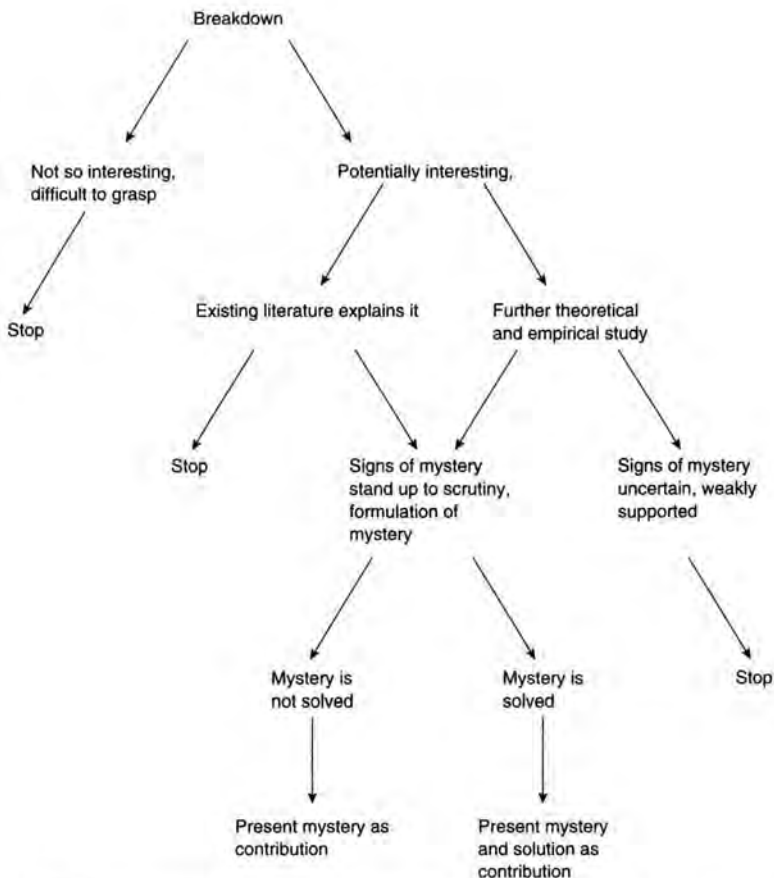 Breakdown
Not so interesting,
difficult to grasp
Potentially interesting,
Stop
Existing literature explains it
Further theoretical
and empirical study
Stop
Signs of mystery
stand up to scrutiny,
formulation of
mystery
Signs of mystery
uncertain, weakly
supported
Mystery is
not solved
Mystery is
solved
Stop
Present mystery as
contribution
Present mystery
and solution as
contribution